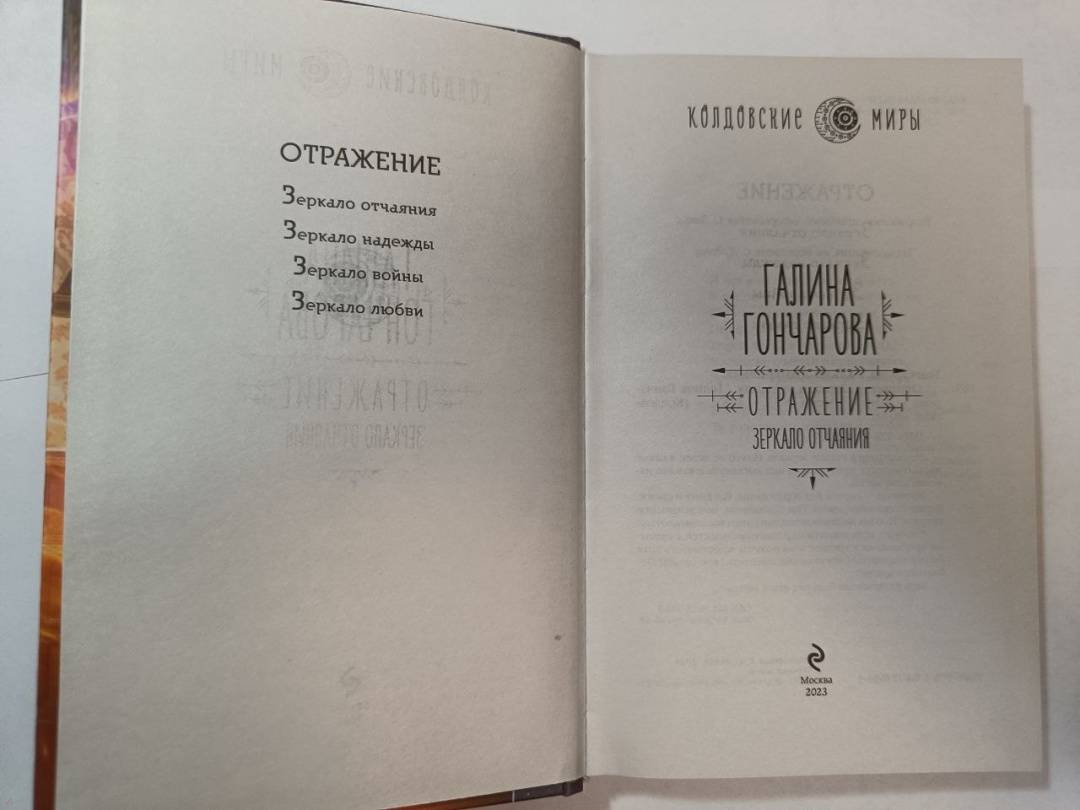 ОТРАЖЕНИЕ
Зеркало отчаяния
Зеркало надежды
Зеркало войны
Зеркало любви
КОЛДОВСКИЕ МИРЫ
ГАЛИНА
ГОНЧАРОВА
ОТРАЖЕНИЕ
ЗЕРКАЛО ОТЧАЯНИЯ
Москва
2023